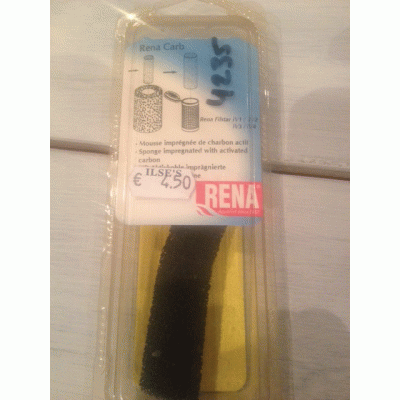 Rena Carb
4235
Rena Filstar
- Mousse imprégnée de charbon actif
- Sponge impregnated with activated
carbon
imprägnierte
ILSE'S
€ 4.50
RENA